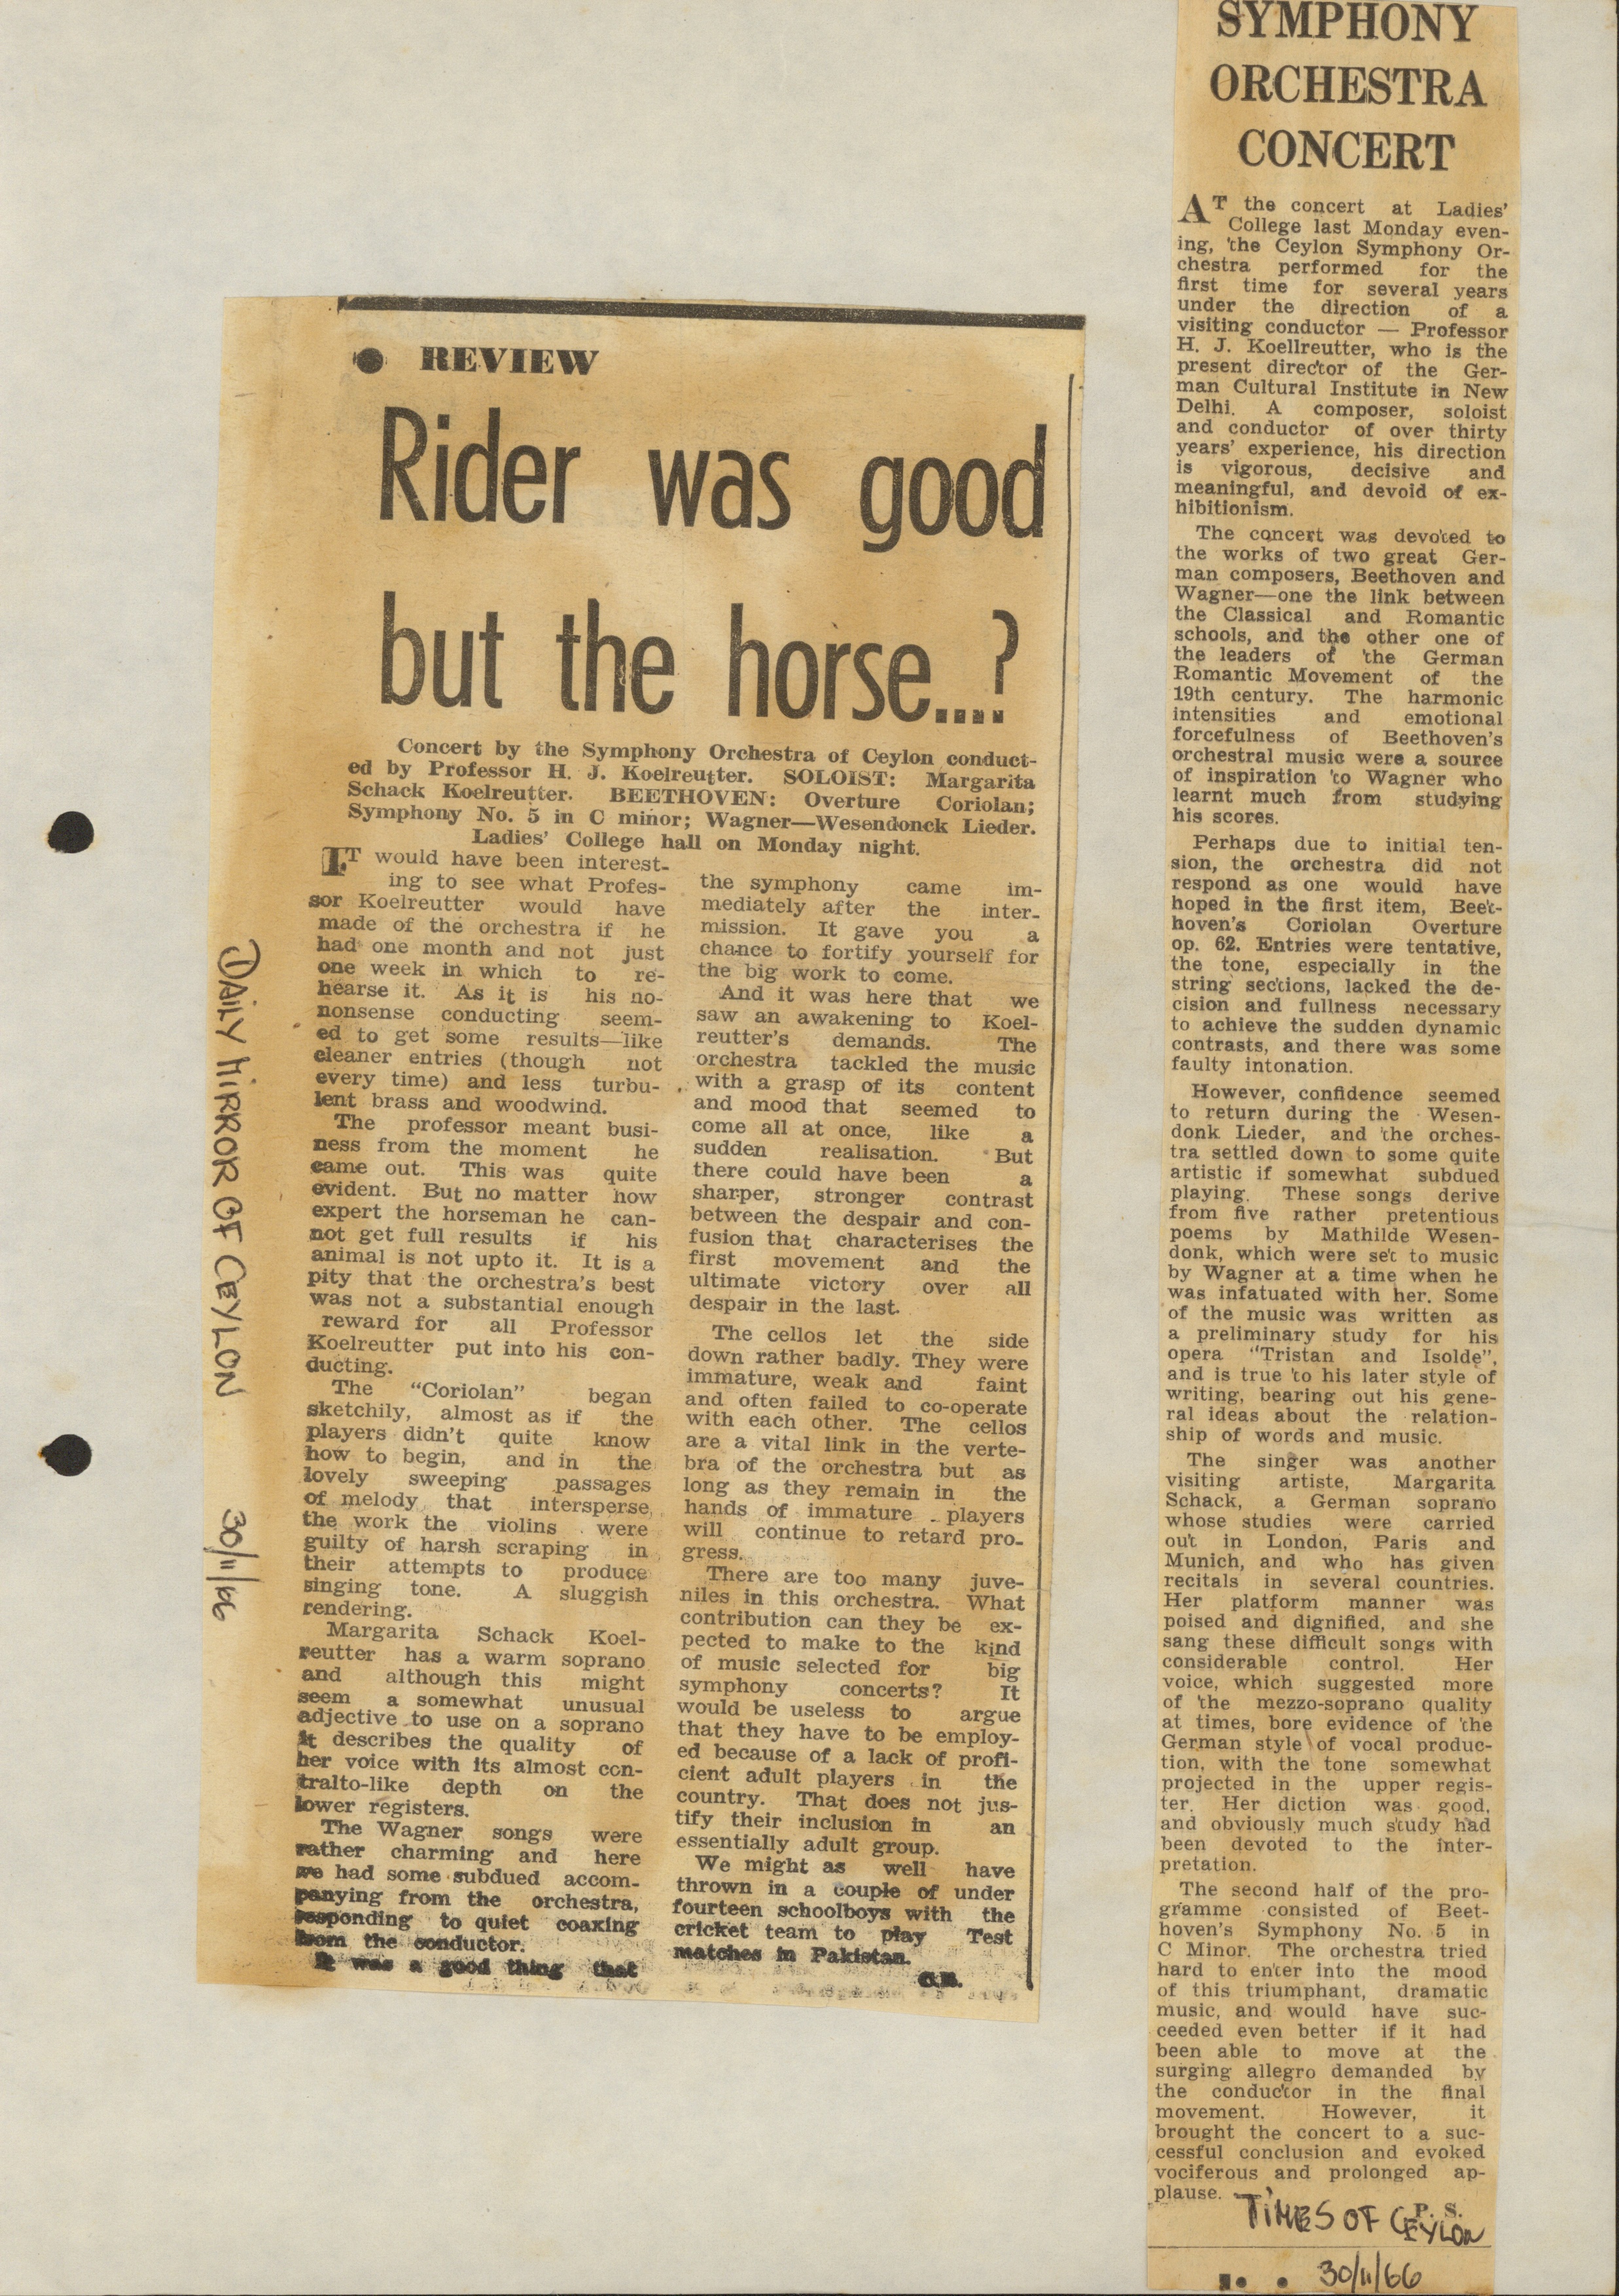 ● REVIEW
Rider was good
but the horse....?
Concert by the Symphony Orchestra of Ceylon conduct-
ed by Professor H. J. Koelreutter. SOLOIST: Margarita
Schack Koelreutter. BEETHOVEN: Overture Coriolan;
Symphony No. 5 in C minor; Wagner—Wesendonck Lieder.
Ladies' College hall on Monday night.
IT would have been interest-
ing to see what Profes-
sor Koelreutter would have
made of the orchestra if he
had one month and not just
one week in which to re-
hearse it. As it is his no-
nonsense conducting seem-
ed to get some results—like
cleaner entries (though not
every time) and less turbu-
lent brass and woodwind.
The professor meant busi-
ness from the moment he
came out. This was quite
evident. But no matter how
expert the horseman he can-
not get full results if his
animal is not upto it. It is a
pity that the orchestra's best
was not a substantial enough
reward for all Professor
Koelreutter put into his con-
ducting.
The "Coriolan" began
sketchily, almost as if the
players didn't quite know
how to begin, and in the
lovely sweeping passages
of melody that intersperse
the work the violins were
guilty of harsh scraping in
their attempts to produce
singing tone. A sluggish
rendering.
Margarita Schack Koel-
reutter has a warm soprano
and although this might
seem a somewhat unusual
adjective to use on a soprano
it describes the quality of
her voice with its almost con-
tralto-like depth on the
lower registers.
The Wagner songs were
rather charming and here
we had some subdued accom-
panying from the orchestra,
responding to quiet coaxing
from the conductor.
It was a good thing that
the symphony came im-
mediately after the inter-
mission. It gave you a
chance to fortify yourself for
the big work to come.
And it was here that we
saw an awakening to Koel-
reutter's demands. The
orchestra tackled the music
with a grasp of its content
and mood that seemed to
come all at once, like a
sudden realisation. But
there could have been a
sharper, stronger contrast
between the despair and con-
fusion that characterises the
first movement and the
ultimate victory over all
despair in the last.
The cellos let the side
down rather badly. They were
immature, weak and faint
and often failed to co-operate
with each other. The cellos
are a vital link in the verte-
bra of the orchestra but as
long as they remain in the
hands of immature players
will continue to retard pro-
gress.
There are too many juve-
niles in this orchestra. What
contribution can they be ex-
pected to make to the kind
of music selected for big
symphony concerts? It
would be useless to argue
that they have to be employ-
ed because of a lack of profi-
cient adult players in the
country. That does not jus-
tify their inclusion in an
essentially adult group.
We might as well have
thrown in a couple of under
fourteen schoolboys with the
cricket team to play Test
matches in Pakistan.
DAILY MIRROR OF CEYLON 30/11/66
SYMPHONY
ORCHESTRA
CONCERT
AT the concert at Ladies'
College last Monday even-
ing, the Ceylon Symphony Or-
chestra performed for the
first time for several years
under the direction of a
visiting conductor — Professor
H. J. Koellreutter, who is the
present director of the Ger-
man Cultural Institute in New
Delhi. A composer, soloist
and conductor of over thirty
years' experience, his direction
is vigorous, decisive and
meaningful, and devoid of ex-
hibitionism.
The concert was devoted to
the works of two great Ger-
man composers, Beethoven and
Wagner—one the link between
the Classical and Romantic
schools, and the other one of
the leaders of the German
Romantic Movement of the
19th century. The harmonic
intensities and emotional
forcefulness of Beethoven's
orchestral music were a source
of inspiration to Wagner who
learnt much from studying
his scores.
Perhaps due to initial ten-
sion, the orchestra did not
respond as one would have
hoped in the first item, Beet-
hoven's Coriolan Overture
op. 62. Entries were tentative,
the tone, especially in the
string sections, lacked the de-
cision and fullness necessary
to achieve the sudden dynamic
contrasts, and there was some
faulty intonation.
However, confidence seemed
to return during the Wesen-
donk Lieder, and the orches-
tra settled down to some quite
artistic if somewhat subdued
playing. These songs derive
from five rather pretentious
poems by Mathilde Wesen-
donk, which were set to music
by Wagner at a time when he
was infatuated with her. Some
of the music was written as
a preliminary study for his
opera "Tristan and Isolde",
and is true to his later style of
writing, bearing out his gene-
ral ideas about the relation-
ship of words and music.
The singer was another
visiting artiste, Margarita
Schack, a German soprano
whose studies were carried
out in London, Paris and
Munich, and who has given
recitals in several countries.
Her platform manner was
poised and dignified, and she
sang these difficult songs with
considerable control. Her
voice, which suggested more
of the mezzo-soprano quality
at times, bore evidence of the
German style of vocal produc-
tion, with the tone somewhat
projected in the upper regis-
ter. Her diction was good,
and obviously much study had
been devoted to the inter-
pretation.
The second half of the pro-
gramme consisted of Beet-
hoven's Symphony No. 5 in
C Minor. The orchestra tried
hard to enter into the mood
of this triumphant, dramatic
music, and would have suc-
ceeded even better if it had
been able to move at the
surging allegro demanded by
the conductor in the final
movement. However, it
brought the concert to a suc-
cessful conclusion and evoked
vociferous and prolonged ap-
plause.
P. S.
TIMES OF CEYLON
30/11/66